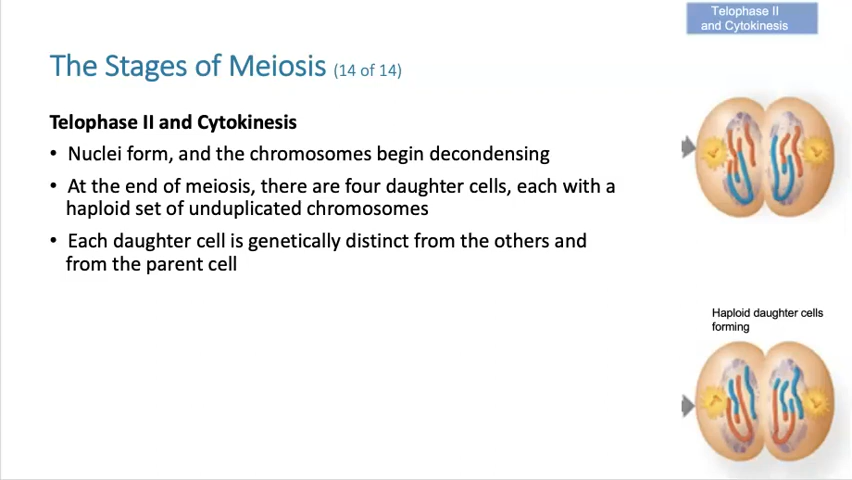 Telophase II
and Cytokinesis
The Stages of Meiosis (14 of 14)
Telophase II and Cytokinesis
• Nuclei form, and the chromosomes begin decondensing
• At the end of meiosis, there are four daughter cells, each with a
haploid set of unduplicated chromosomes
• Each daughter cell is genetically distinct from the others and
from the parent cell
Haploid daughter cells
forming